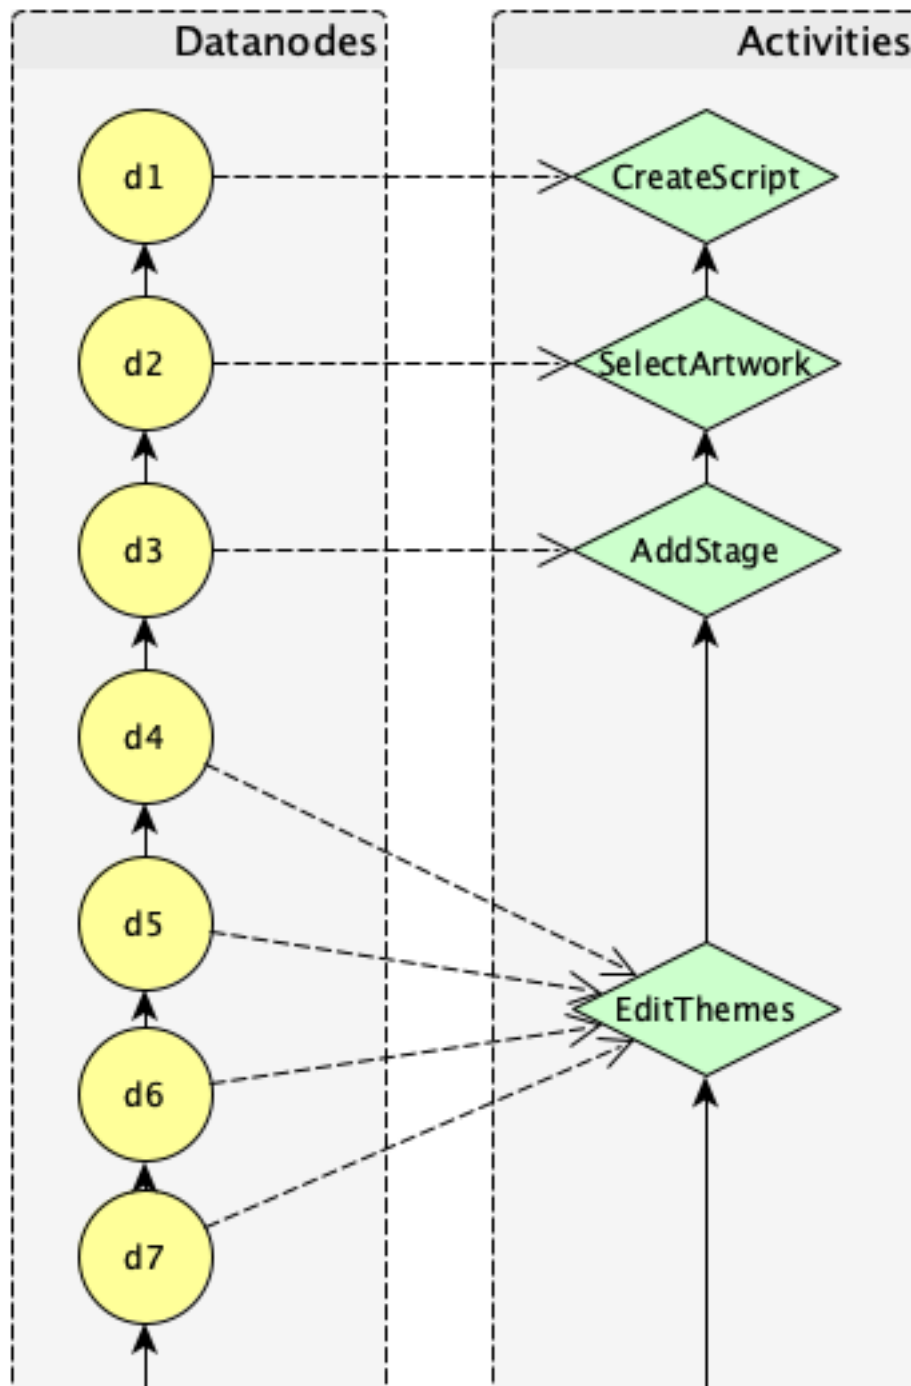 Datanodes
Activities
d1
CreateScript
d2
SelectArtwork
d3
AddStage
d4
d5
EditThemes
d6
d7